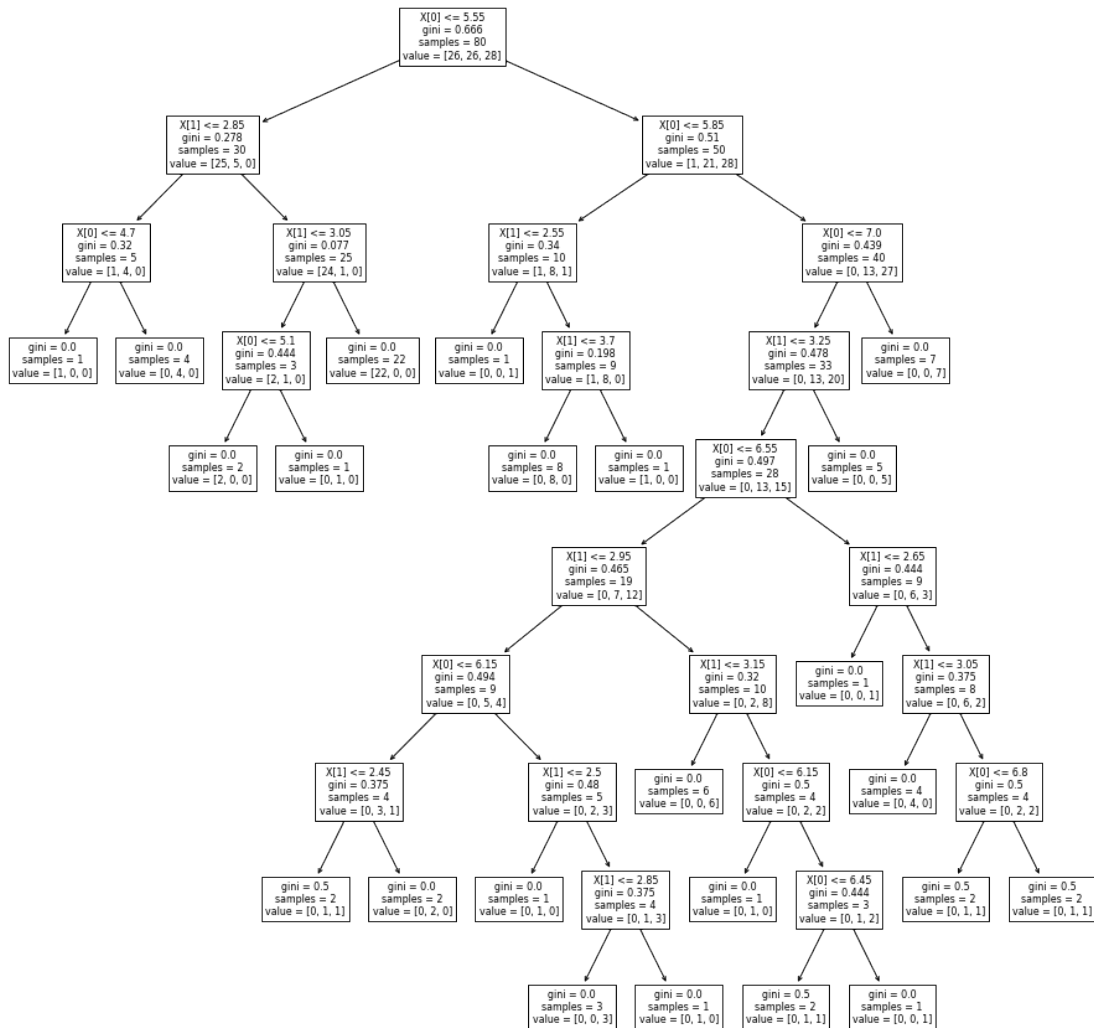 X[0] <= 5.55
gini = 0.666
samples = 80
value = [26, 26, 28]
X[1] <= 2.85
gini = 0.278
samples = 30
value = [25, 5, 0]
X[0] <= 5.85
gini = 0.51
samples = 50
value = [1, 21, 28]
X[0] <= 4.7
gini = 0.32
samples = 5
value = [1, 4, 0]
X[1] <= 3.05
gini = 0.077
samples = 25
value = [24, 1, 0]
X[1] <= 2.55
gini = 0.34
samples = 10
value = [1, 8, 1]
X[0] <= 7.0
gini = 0.439
samples = 40
value = [0, 13, 27]
gini = 0.0
samples = 1
value = [1, 0, 0]
gini = 0.0
samples = 4
value = [0, 4, 0]
X[0] <= 5.1
gini = 0.444
samples = 3
value = [2, 1, 0]
gini = 0.0
samples = 22
value = [22, 0, 0]
gini = 0.0
samples = 1
value = [0, 0, 1]
X[1] <= 3.7
gini = 0.198
samples = 9
value = [1, 8, 0]
X[1] <= 3.25
gini = 0.478
samples = 33
value = [0, 13, 20]
gini = 0.0
samples = 7
value = [0, 0, 7]
gini = 0.0
samples = 2
value = [2, 0, 0]
gini = 0.0
samples = 1
value = [0, 1, 0]
gini = 0.0
samples = 8
value = [0, 8, 0]
gini = 0.0
samples = 1
value = [1, 0, 0]
X[0] <= 6.55
gini = 0.497
samples = 28
value = [0, 13, 15]
gini = 0.0
samples = 5
value = [0, 0, 5]
X[1] <= 2.95
gini = 0.465
samples = 19
value = [0, 7, 12]
X[1] <= 2.65
gini = 0.444
samples = 9
value = [0, 6, 3]
X[0] <= 6.15
gini = 0.494
samples = 9
value = [0, 5, 4]
X[1] <= 3.15
gini = 0.32
samples = 10
value = [0, 2, 8]
gini = 0.0
samples = 1
value = [0, 0, 1]
X[1] <= 3.05
gini = 0.375
samples = 8
value = [0, 6, 2]
X[1] <= 2.45
gini = 0.375
samples = 4
value = [0, 3, 1]
X[1] <= 2.5
gini = 0.48
samples = 5
value = [0, 2, 3]
gini = 0.0
samples = 6
value = [0, 0, 6]
X[0] <= 6.15
gini = 0.5
samples = 4
value = [0, 2, 2]
gini = 0.0
samples = 4
value = [0, 4, 0]
X[0] <= 6.8
gini = 0.5
samples = 4
value = [0, 2, 2]
gini = 0.5
samples = 2
value = [0, 1, 1]
gini = 0.0
samples = 2
value = [0, 2, 0]
gini = 0.0
samples = 1
value = [0, 1, 0]
X[1] <= 2.85
gini = 0.375
samples = 4
value = [0, 1, 3]
gini = 0.0
samples = 1
value = [0, 1, 0]
X[0] <= 6.45
gini = 0.444
samples = 3
value = [0, 1, 2]
gini = 0.5
samples = 2
value = [0, 1, 1]
gini = 0.5
samples = 2
value = [0, 1, 1]
gini = 0.0
samples = 3
value = [0, 0, 3]
gini = 0.0
samples = 1
value = [0, 1, 0]
gini = 0.5
samples = 2
value = [0, 1, 1]
gini = 0.0
samples = 1
value = [0, 0, 1]